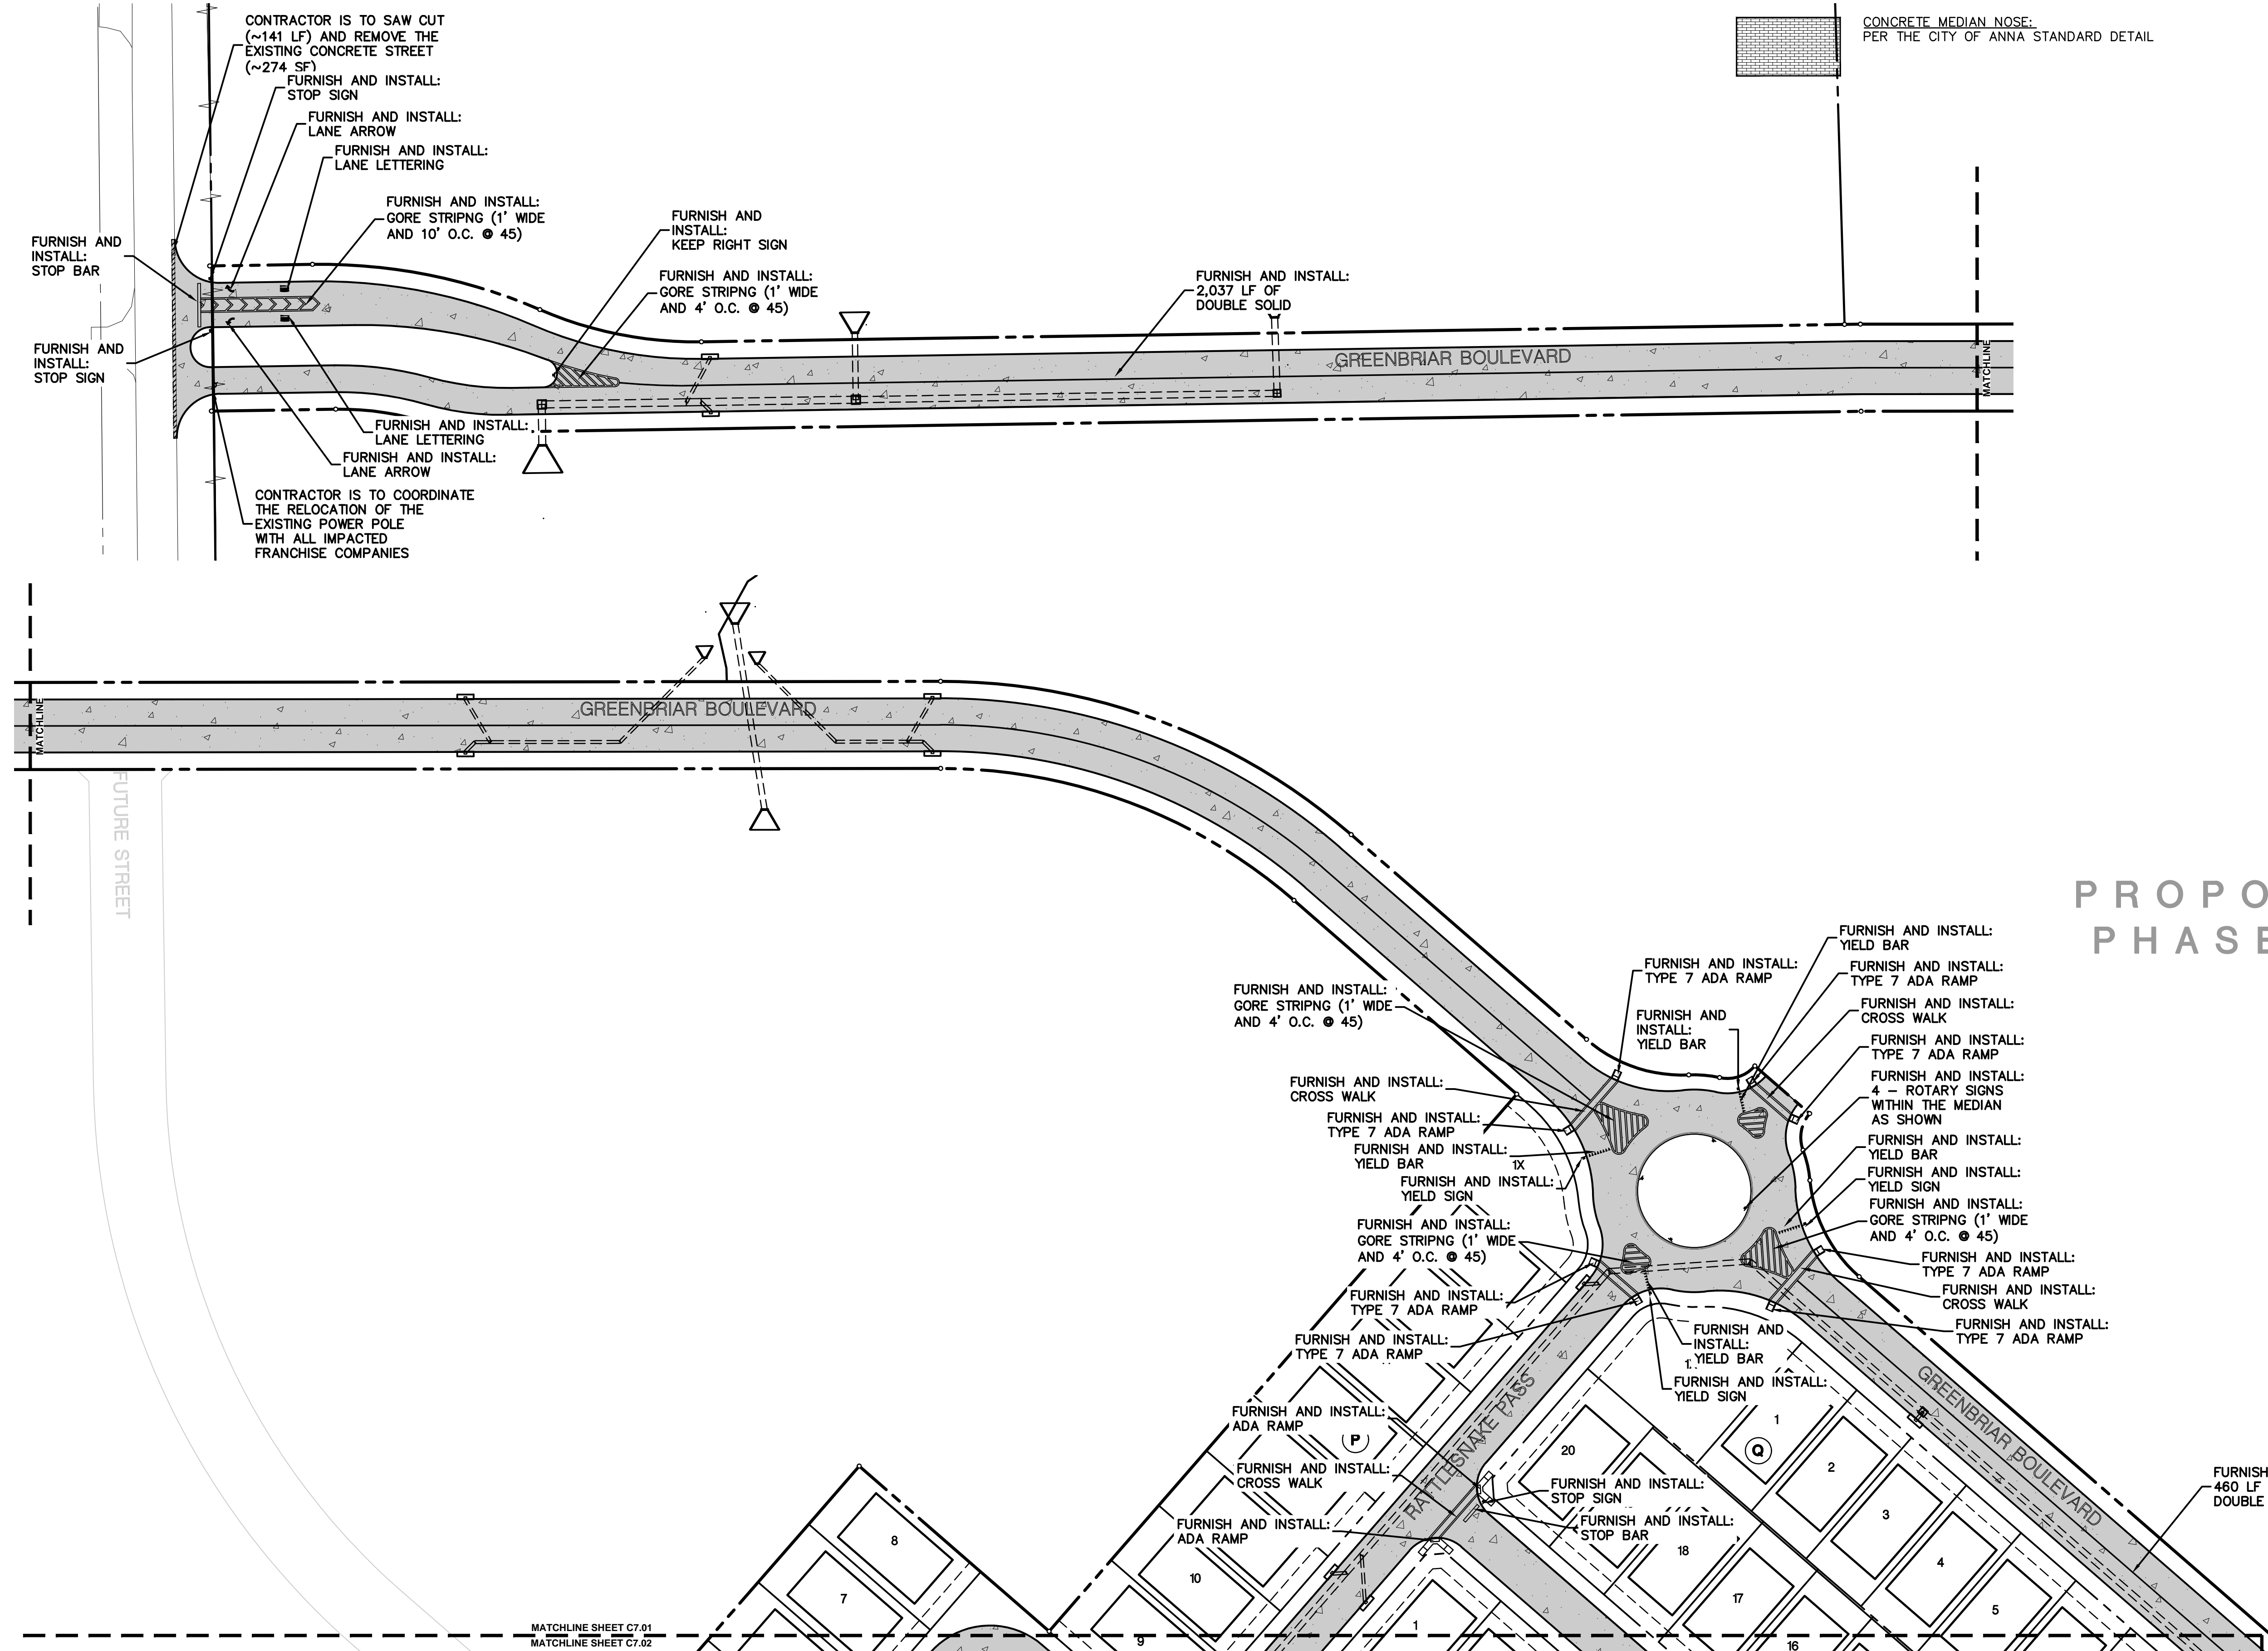 CONTRACTOR IS TO SAW CUT
(~141 LF) AND REMOVE THE
EXISTING CONCRETE STREET
(~274 SF)
FURNISH AND INSTALL:
STOP SIGN
FURNISH AND INSTALL:
LANE ARROW
FURNISH AND INSTALL:
LANE LETTERING
FURNISH AND INSTALL:
GORE STRIPNG (1' WIDE
AND 10' O.C. @ 45)
FURNISH AND
INSTALL:
KEEP RIGHT SIGN
FURNISH AND INSTALL:
GORE STRIPNG (1' WIDE
AND 4' O.C. @ 45)
FURNISH AND INSTALL:
2,037 LF OF
DOUBLE SOLID
CONCRETE MEDIAN NOSE:
PER THE CITY OF ANNA STANDARD DETAIL
FURNISH AND
INSTALL:
STOP BAR
FURNISH AND
INSTALL:
STOP SIGN
GREENBRIAR BOULEVARD
MATCHLINE
FURNISH AND INSTALL:
LANE LETTERING
FURNISH AND INSTALL:
LANE ARROW
CONTRACTOR IS TO COORDINATE
THE RELOCATION OF THE
EXISTING POWER POLE
WITH ALL IMPACTED
FRANCHISE COMPANIES
MATCHLINE
GREENBRIAR BOULEVARD
FUTURE STREET
PROPO
PHASE
FURNISH AND INSTALL:
GORE STRIPNG (1' WIDE
AND 4' O.C. @ 45)
FURNISH AND INSTALL:
TYPE 7 ADA RAMP
FURNISH AND
INSTALL:
YIELD BAR
FURNISH AND INSTALL:
YIELD BAR
FURNISH AND INSTALL:
TYPE 7 ADA RAMP
FURNISH AND INSTALL:
CROSS WALK
FURNISH AND INSTALL:
TYPE 7 ADA RAMP
FURNISH AND INSTALL:
4 – ROTARY SIGNS
WITHIN THE MEDIAN
AS SHOWN
FURNISH AND INSTALL:
YIELD BAR
FURNISH AND INSTALL:
YIELD SIGN
FURNISH AND INSTALL:
GORE STRIPNG (1' WIDE
AND 4' O.C. @ 45)
FURNISH AND INSTALL:
TYPE 7 ADA RAMP
FURNISH AND INSTALL:
CROSS WALK
FURNISH AND INSTALL:
TYPE 7 ADA RAMP
FURNISH AND INSTALL:
CROSS WALK
FURNISH AND INSTALL:
TYPE 7 ADA RAMP
FURNISH AND INSTALL:
YIELD BAR
1X
FURNISH AND INSTALL:
YIELD SIGN
FURNISH AND INSTALL:
GORE STRIPNG (1' WIDE
AND 4' O.C. @ 45)
FURNISH AND INSTALL:
TYPE 7 ADA RAMP
FURNISH AND INSTALL:
TYPE 7 ADA RAMP
FURNISH AND
INSTALL:
YIELD BAR
FURNISH AND INSTALL:
YIELD SIGN
FURNISH AND INSTALL:
ADA RAMP
P
FURNISH AND INSTALL:
CROSS WALK
FURNISH AND INSTALL:
ADA RAMP
RATTLESNAKE PASS
FURNISH AND INSTALL:
STOP SIGN
FURNISH AND INSTALL:
STOP BAR
GREENBRIAR BOULEVARD
FURNISH
460 LF
DOUBLE
20
1
Q
2
3
4
5
18
17
16
1
10
9
8
7
MATCHLINE SHEET C7.01
MATCHLINE SHEET C7.02